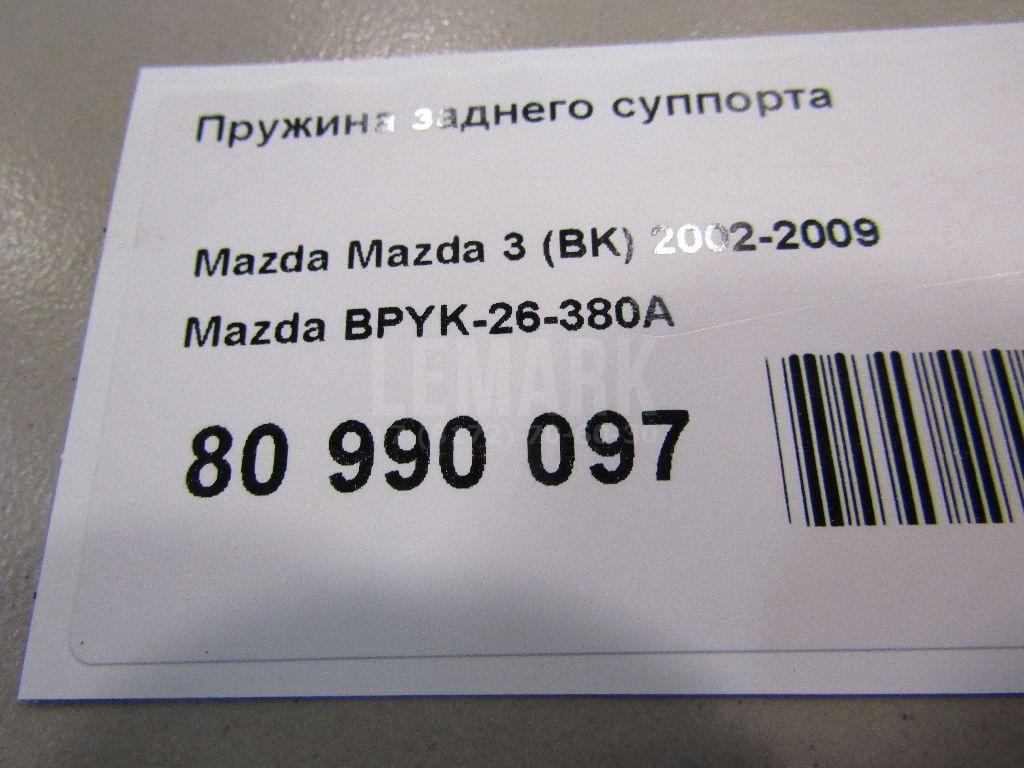 Пружина заднего суппорта
Mazda Mazda 3 (BK) 2002-2009
Mazda BPYK-26-380A
LEMARK
80 990 097